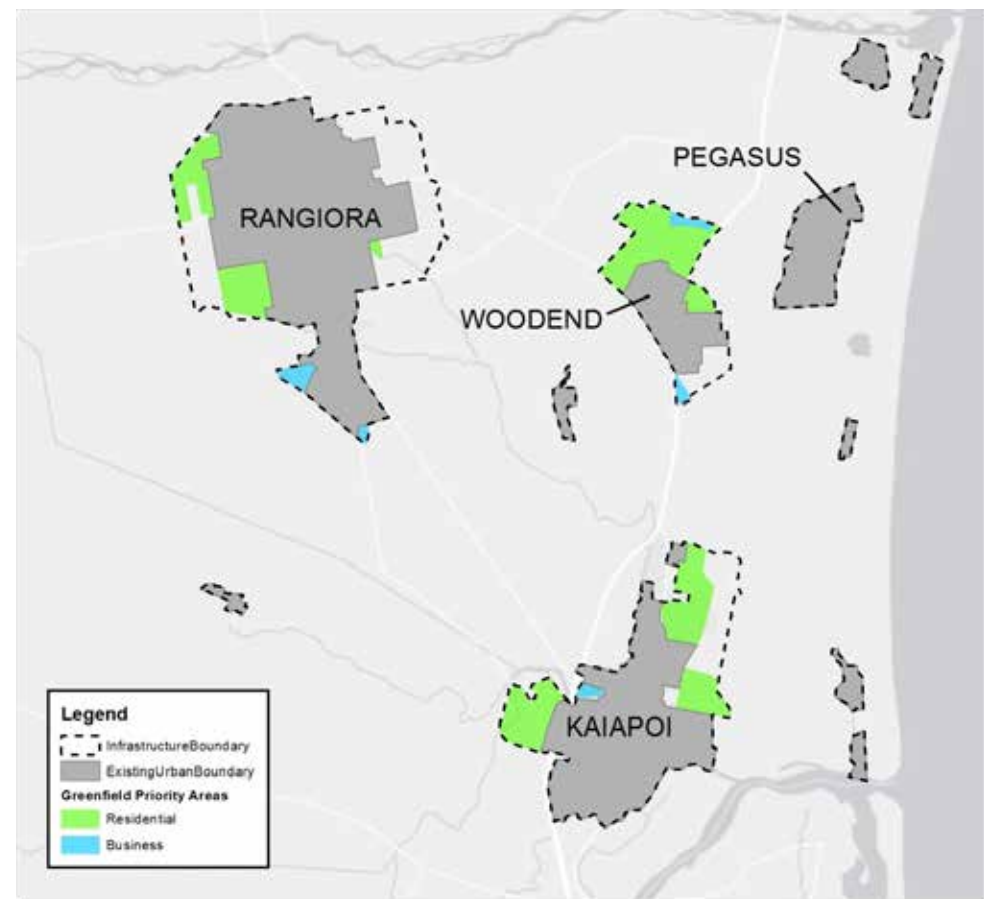 PEGASUS
RANGIORA
WOODEND
KAIAPOI
Legend
InfrastructureBoundary
ExistingUrbanBoundary
Greenfield Priority Areas
Residential
Business